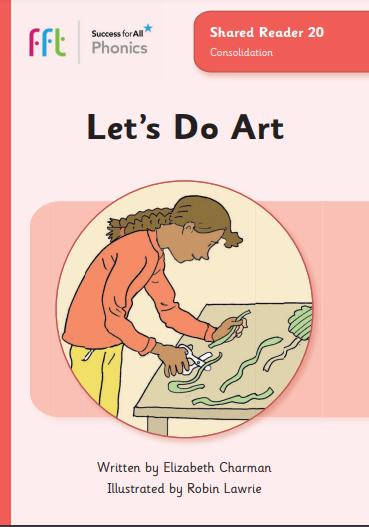 fft
Success for All
Phonics
Shared Reader 20
Consolidation
Let's Do Art
Written by Elizabeth Charman
Illustrated by Robin Lawrie